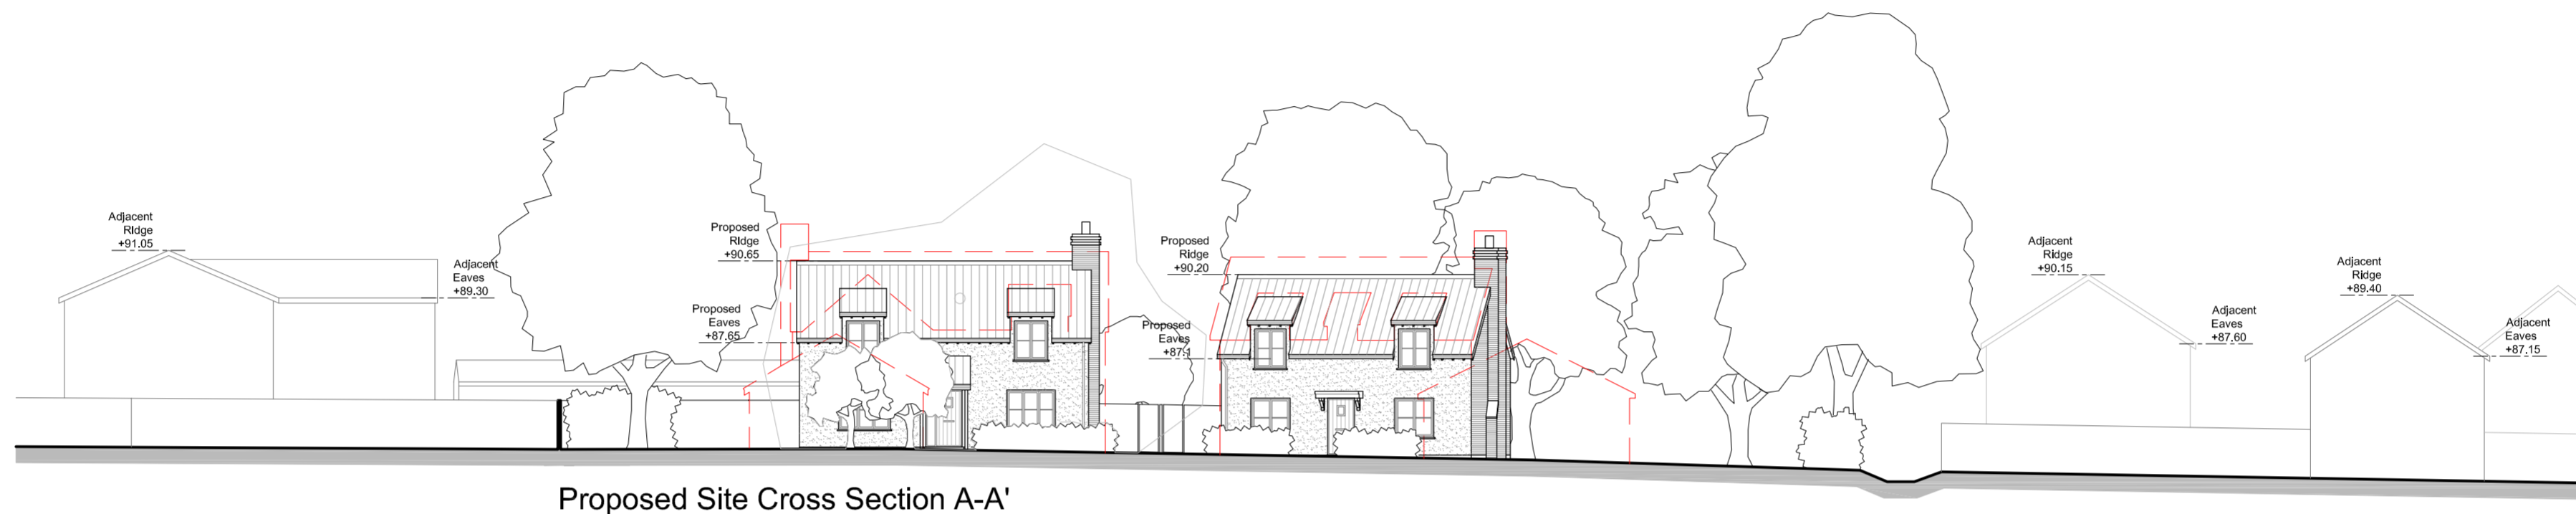 Adjacent
Ridge
+91.05
Adjacent
Eaves
+89.30
Proposed
Ridge
+90.65
Proposed
Eaves
+87.65
Proposed
Ridge
+90.20
Proposed
Eaves
+87.1
Adjacent
Ridge
+90.15
Adjacent
Eaves
+87.60
Adjacent
Ridge
+89.40
Adjacent
Eaves
+87.15
Proposed Site Cross Section A-A'